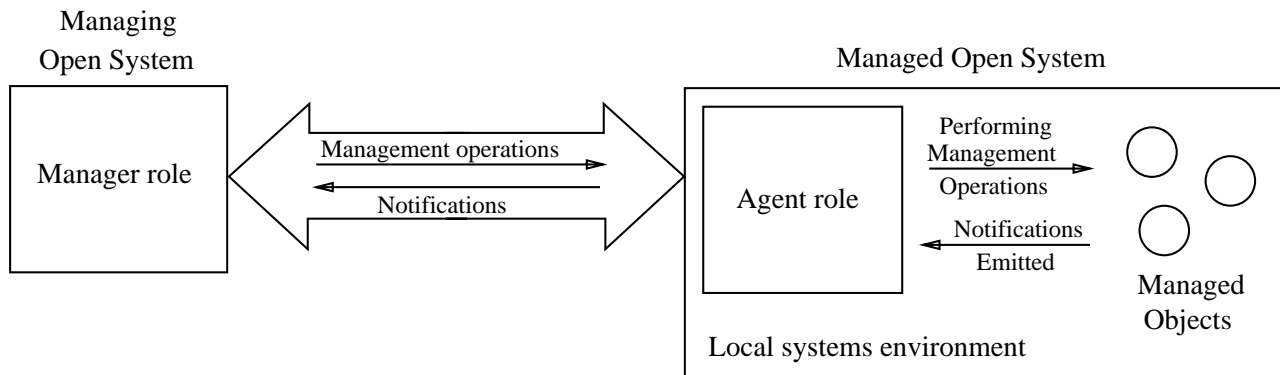 Managing
Open System
Manager role
Management operations
Notifications
Managed Open System
Agent role
Performing
Management
Operations
Notifications
Emitted
Managed
Objects
Local systems environment